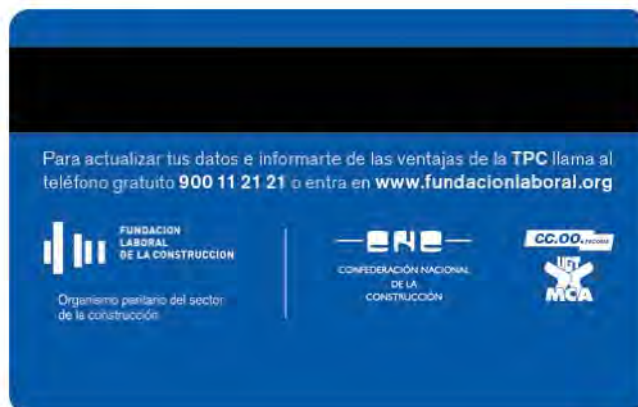 Para actualizar tus datos e informarte de las ventajas de la TPC llama al
teléfono gratuito 900 11 21 21 o entra en www.fundacionlaboral.org
FUNDACION
LABORAL
DE LA CONSTRUCCION
Organismo paritario del sector
de la construcción
CNC
CONFEDERACIÓN NACIONAL
DE LA
CONSTRUCCIÓN
CC.OO.
UGT
MCA